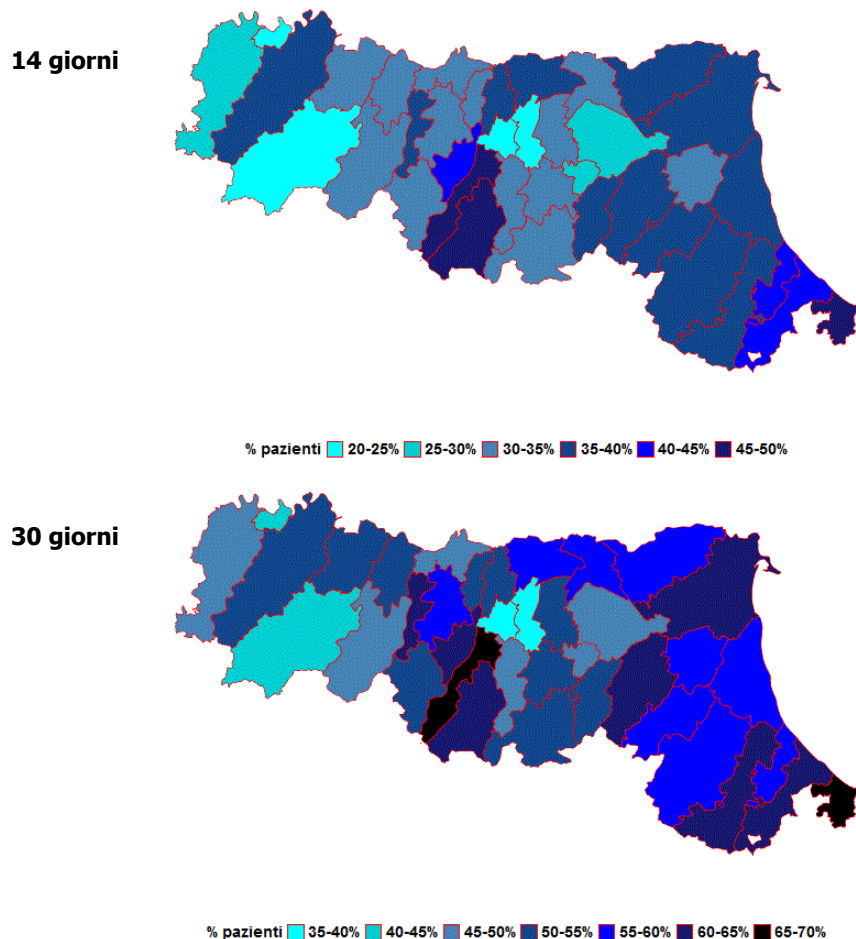 14 giorni
% pazienti 20-25% 25-30% 30-35% 35-40% 40-45% 45-50%
30 giorni
% pazienti 35-40% 40-45% 45-50% 50-55% 55-60% 60-65% 65-70%